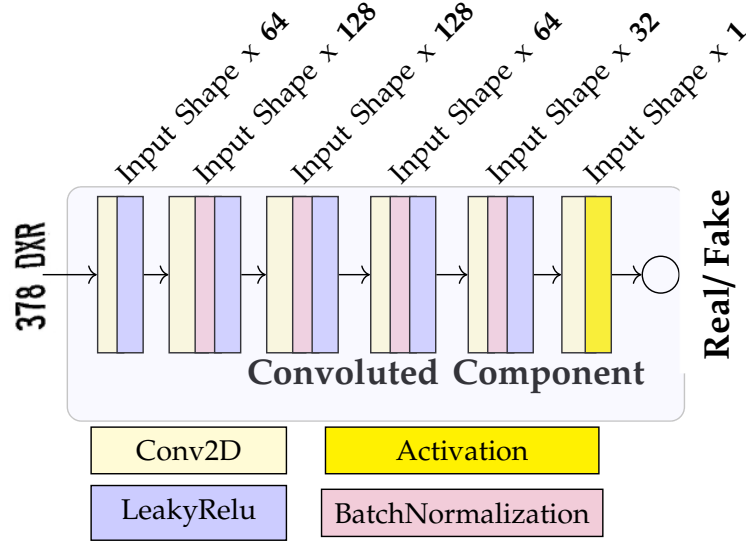 Input Shape x 64
Input Shape x 128
Input Shape x 128
Input Shape x 64
Input Shape x 32
Input Shape x 1
378 DXR
Real/ Fake
Convoluted Component
Conv2D
Activation
LeakyRelu
BatchNormalization